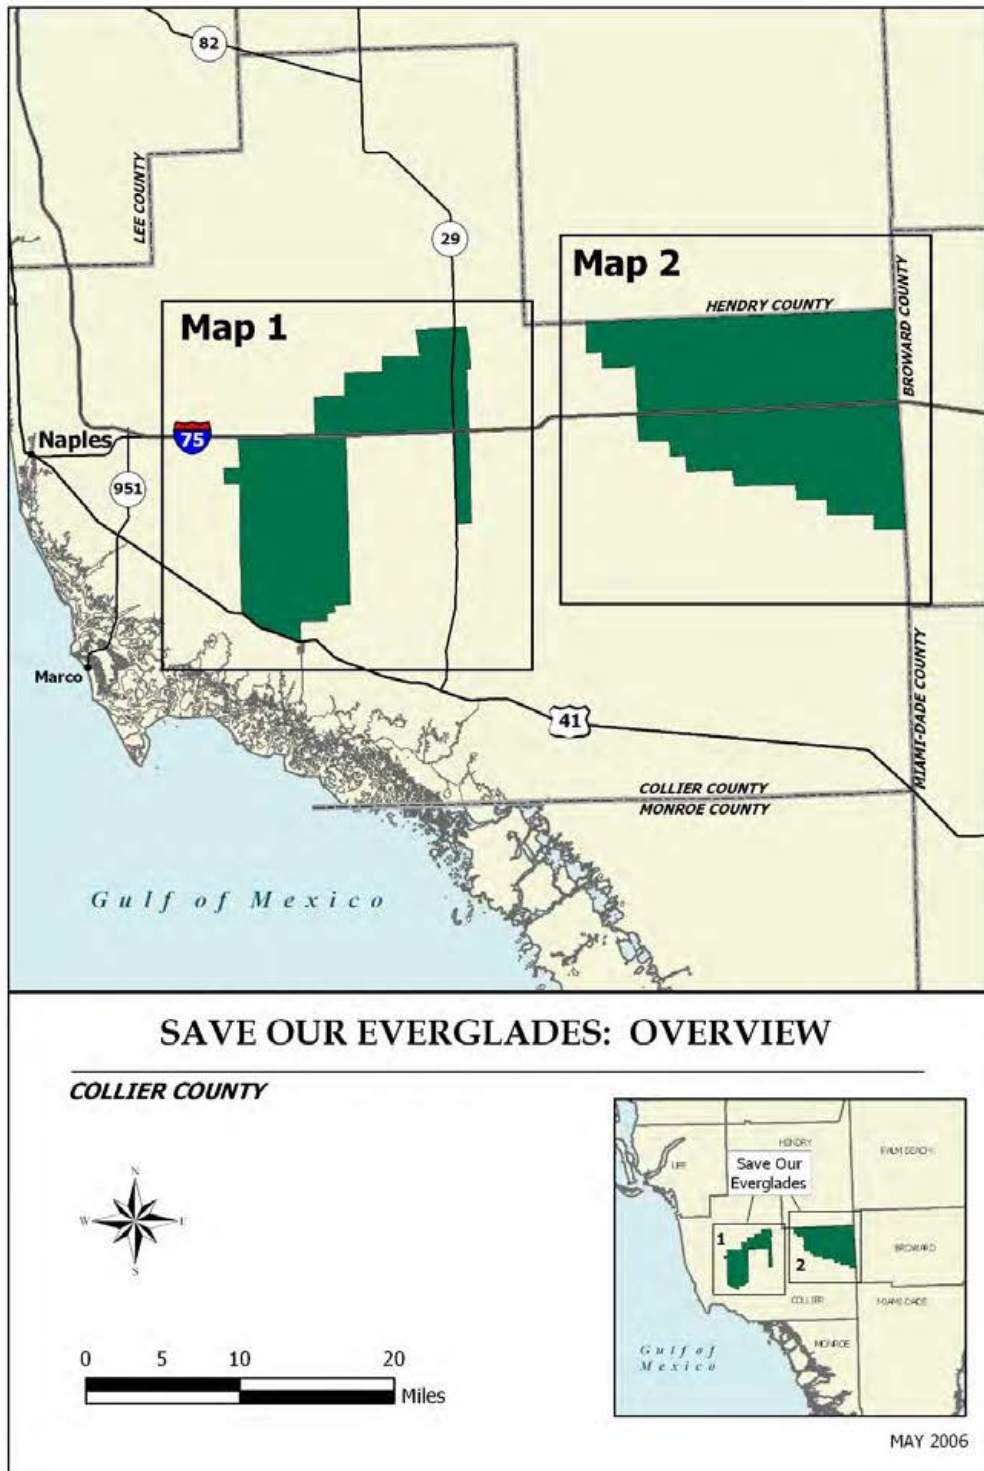 82
LEE COUNTY
29
Map 2
HENDRY COUNTY
BROWARD COUNTY
Map 1
Naples
75
951
Marco
41
MIAMI-DADE COUNTY
COLLIER COUNTY
MONROE COUNTY
Gulf of Mexico
SAVE OUR EVERGLADES: OVERVIEW
COLLIER COUNTY
N
W E
S
0 5 10 20
Miles
HENDRY
PALM BEACH
LEE
Save Our
Everglades
1
2
BROWARD
COLLIER
MIAMI-DADE
MONROE
Gulf of
Mexico
MAY 2006